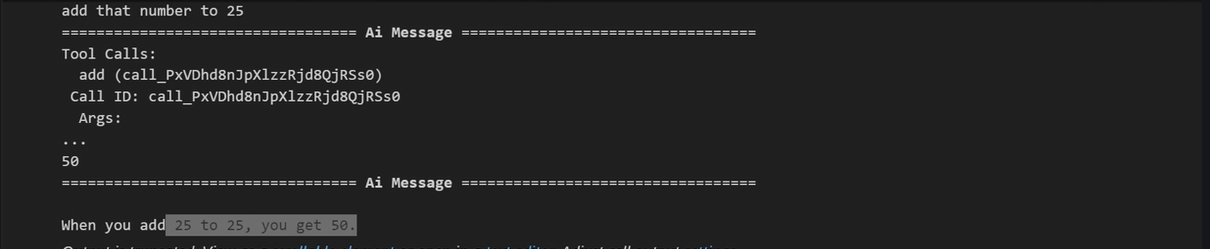 add that number to 25
================================== Ai Message ==================================
Tool Calls:
  add (call_PxVDhd8nJpXlzzRjd8QjRSs0)
 Call ID: call_PxVDhd8nJpXlzzRjd8QjRSs0
  Args:
...
50
================================== Ai Message ==================================
When you add 25 to 25, you get 50.